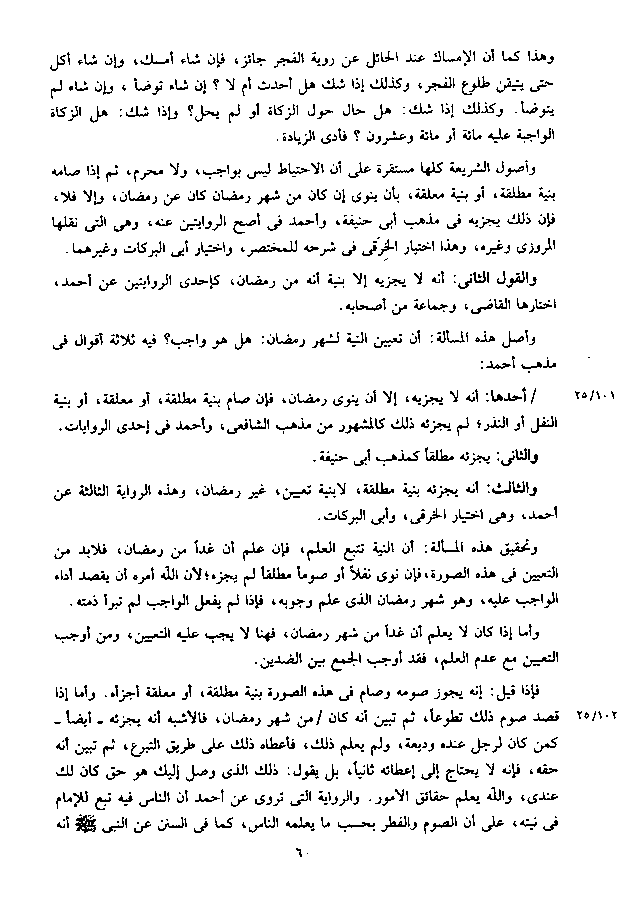 وهذا كما أن الإمساك عند الحائل عن روية الفجر جائز، فإن شاء أمسك، وإن شاء أكل
حتى يتيقن طلوع الفجر، وكذلك إذا شك هل أحدث أم لا ؟ إن شاء توضأ ، وإن شاء لم
يتوضأ. وكذلك إذا شك: هل حال حول الزكاة أو لم يحل؟ وإذا شك: هل الزكاة
الواجبة عليه مائة أو مائة وعشرون ؟ فأدى الزيادة.
وأصول الشريعة كلها مستقرة على أن الاحتياط ليس بواجب، ولا محرم، ثم إذا صامه
بنية مطلقة، أو بنية معلقة، بأن ينوى إن كان من شهر رمضان كان عن رمضان، وإلا فلا،
فإن ذلك يجزيه فى مذهب أبى حنيفة، وأحمد فى أصح الروايتين عنه، وهى التى نقلها
المروزى وغيره، وهذا اختيار الخِرَقى فى شرحه للمختصر، واختيار أبى البركات وغيرهما.
والقول الثانى: أنه لا يجزيه إلا بنية أنه من رمضان، كإحدى الروايتين عن أحمد،
اختارها القاضى، وجماعة من أصحابه.
وأصل هذه المسألة: أن تعيين النية لشهر رمضان: هل هو واجب؟ فيه ثلاثة أقوال فى
مذهب أحمد:
٢٥/١٠١ / أحدها: أنه لا يجزيه، إلا أن ينوى رمضان، فإن صام بنية مطلقة، أو معلقة، أو بنية
النفل أو النذر؛ لم يجزئه ذلك كالمشهور من مذهب الشافعى، وأحمد فى إحدى الروايات.
والثانى: يجزئه مطلقاً كمذهب أبى حنيفة.
والثالث: أنه يجزئه بنية مطلقة، لابنية تعيين، غير رمضان، وهذه الرواية الثالثة عن
أحمد، وهى اختيار الخرقى، وأبى البركات.
وتحقيق هذه المسألة: أن النية تتبع العلم، فإن علم أن غداً من رمضان، فلابد من
التعيين فى هذه الصورة، فإن نوى نفلاً أو صوماً مطلقاً لم يجزه؛ لأن الله أمره أن يقصد أداء
الواجب عليه، وهو شهر رمضان الذى علم وجوبه، فإذا لم يفعل الواجب لم تبرأ ذمته.
وأما إذا كان لا يعلم أن غداً من شهر رمضان، فهنا لا يجب عليه التعيين، ومن أوجب
التعيين مع عدم العلم، فقد أوجب الجمع بين الضدين.
فإذا قيل: إنه يجوز صومه وصام فى هذه الصورة بنية مطلقة، أو معلقة أجزأه. وأما إذا
٢٥/١٠٢ قصد صوم ذلك تطوعاً، ثم تبين أنه كان / من شهر رمضان، فالأشبه أنه يجزئه ـ أيضاً ـ
كمن كان لرجل عنده وديعة، ولم يعلم ذلك، فأعطاه ذلك على طريق التبرع، ثم تبين أنه
حقه، فإنه لا يحتاج إلى إعطائه ثانياً، بل يقول: ذلك الذى وصل إليك هو حق كان لك
عندى، والله يعلم حقائق الأمور. والرواية التى تروى عن أحمد أن الناس فيه تبع للإمام
فى نيته، على أن الصوم والفطر بحسب ما يعلمه الناس، كما فى السنن عن النبى ﷺ أنه
٦٠